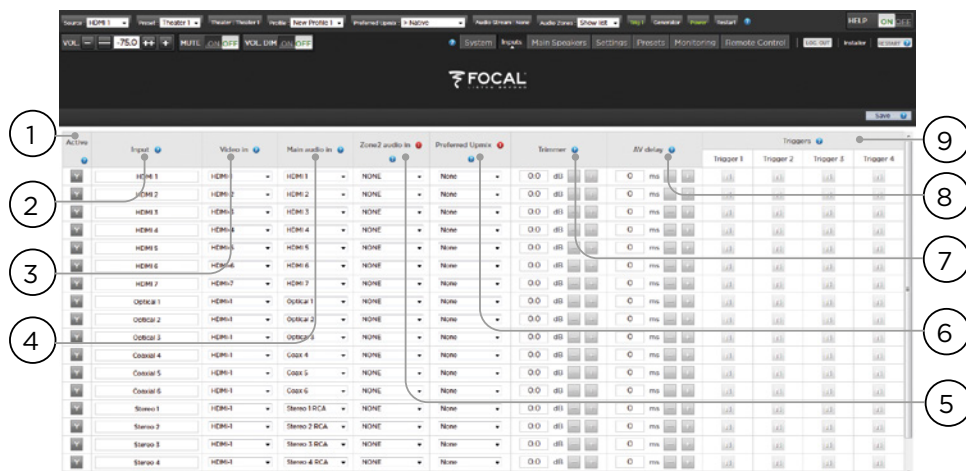 Source HDMI 1 Preset Theater 1 Theater : Theater 1 Profile New Profile 1 Preferred Upmix > Native Audio Stream : None Audio Zones Show list Trig 1 Generator Power Restart ? HELP ON OFF
VOL. -75.0 MUTE ON OFF VOL. DIM ON OFF ? System Inputs Main Speakers Settings Presets Monitoring Remote Control LOG OUT Installer RESTART ?
FOCAL
LISTEN BEYOND
Save ?
1 Active Input Video in Main audio in Zone2 audio in Preferred Upmix Trimmer AV delay Triggers 9
Trigger 1 Trigger 2 Trigger 3 Trigger 4
Y HDMI 1 HDMI-1 HDMI 1 NONE None 0.0 dB 0 ms
2 Y HDMI 2 HDMI-2 HDMI 2 NONE None 0.0 dB 0 ms 8
Y HDMI 3 HDMI-3 HDMI 3 NONE None 0.0 dB 0 ms
Y HDMI 4 HDMI-4 HDMI 4 NONE None 0.0 dB 0 ms
Y HDMI 5 HDMI-5 HDMI 5 NONE None 0.0 dB 0 ms
3 Y HDMI 6 HDMI-6 HDMI 6 NONE None 0.0 dB 0 ms 7
Y HDMI 7 HDMI-7 HDMI 7 NONE None 0.0 dB 0 ms
Y Optical 1 HDMI-1 Optical 1 NONE None 0.0 dB 0 ms
Y Optical 2 HDMI-1 Optical 2 NONE None 0.0 dB 0 ms
4 Y Optical 3 HDMI-1 Optical 3 NONE None 0.0 dB 0 ms 6
Y Coaxial 4 HDMI-1 Coax 4 NONE None 0.0 dB 0 ms
Y Coaxial 5 HDMI-1 Coax 5 NONE None 0.0 dB 0 ms
Y Coaxial 6 HDMI-1 Coax 6 NONE None 0.0 dB 0 ms
Y Stereo 1 HDMI-1 Stereo 1 RCA NONE None 0.0 dB 0 ms 5
Y Stereo 2 HDMI-1 Stereo 2 RCA NONE None 0.0 dB 0 ms
Y Stereo 3 HDMI-1 Stereo 3 RCA NONE None 0.0 dB 0 ms
Y Stereo 4 HDMI-1 Stereo 4 RCA NONE None 0.0 dB 0 ms